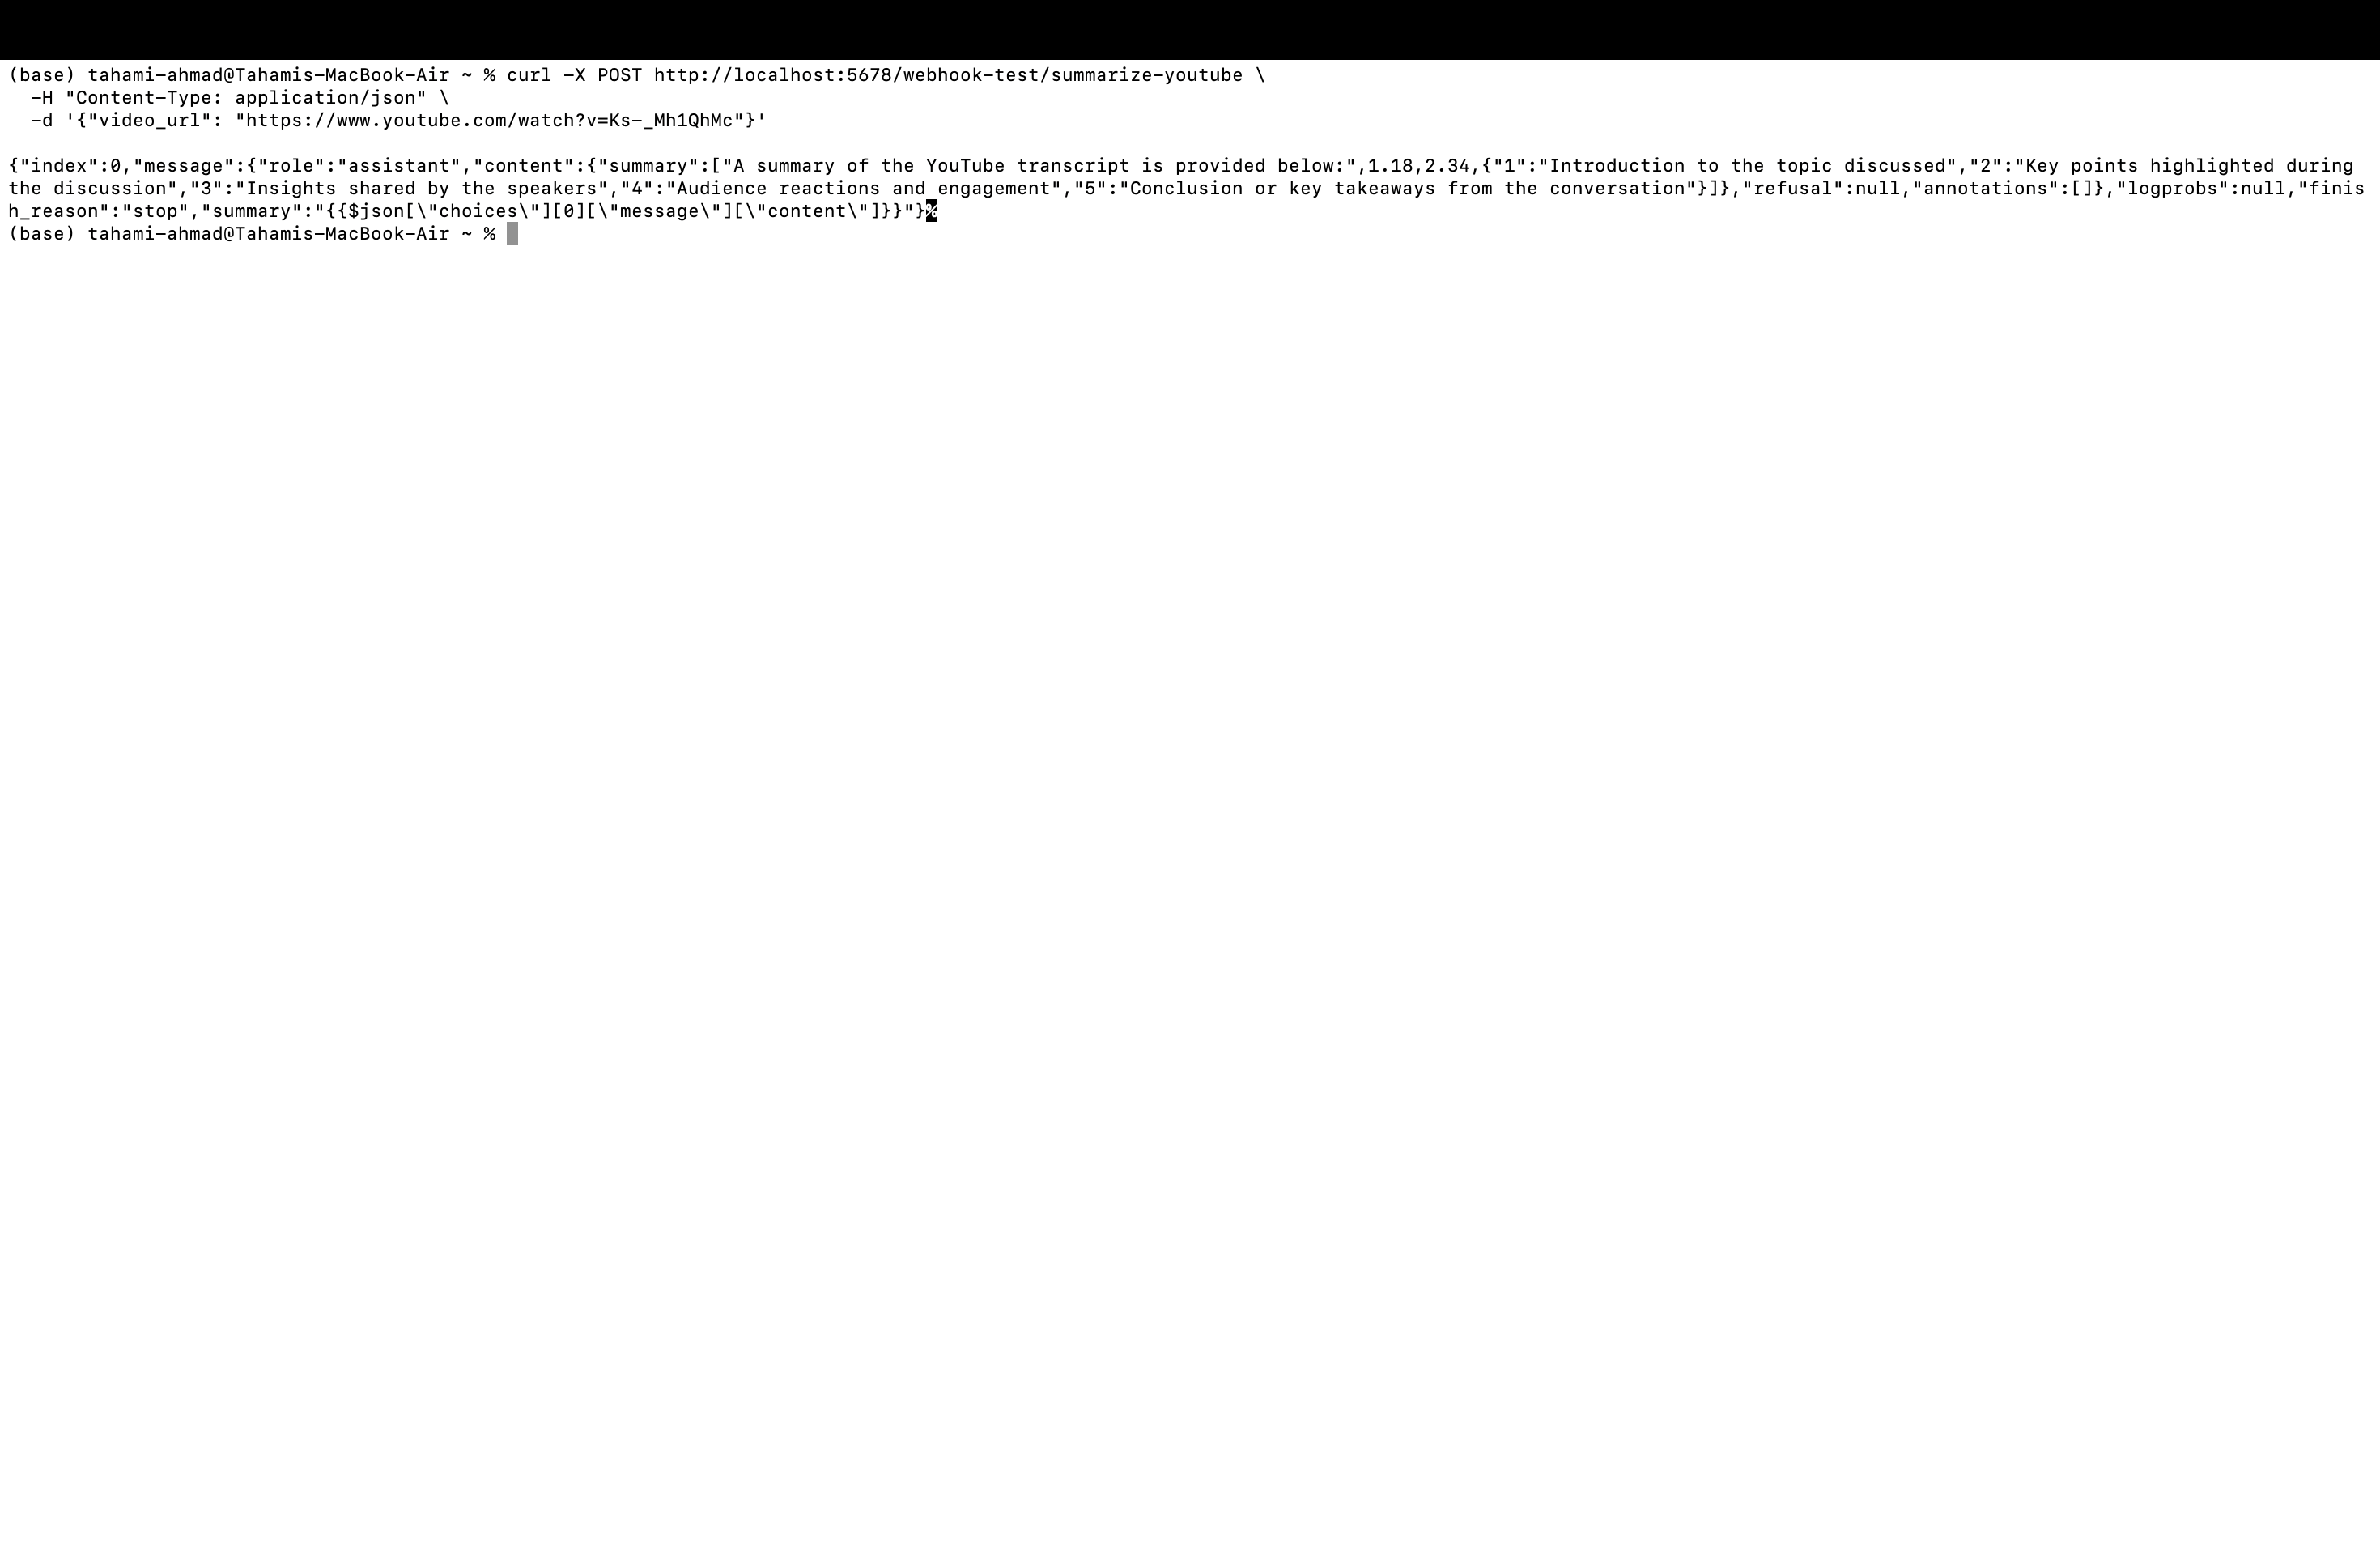 (base) tahami-ahmad@Tahamis-MacBook-Air ~ % curl -X POST http://localhost:5678/webhook-test/summarize-youtube \
  -H "Content-Type: application/json" \
  -d '{"video_url": "https://www.youtube.com/watch?v=Ks-_Mh1QhMc"}'

{"index":0,"message":{"role":"assistant","content":{"summary":["A summary of the YouTube transcript is provided below:",1.18,2.34,{"1":"Introduction to the topic discussed","2":"Key points highlighted during
the discussion","3":"Insights shared by the speakers","4":"Audience reactions and engagement","5":"Conclusion or key takeaways from the conversation"}]},"refusal":null,"annotations":[]},"logprobs":null,"finis
h_reason":"stop","summary":"{{$json[\"choices\"][0][\"message\"][\"content\"]}}"}%
(base) tahami-ahmad@Tahamis-MacBook-Air ~ %